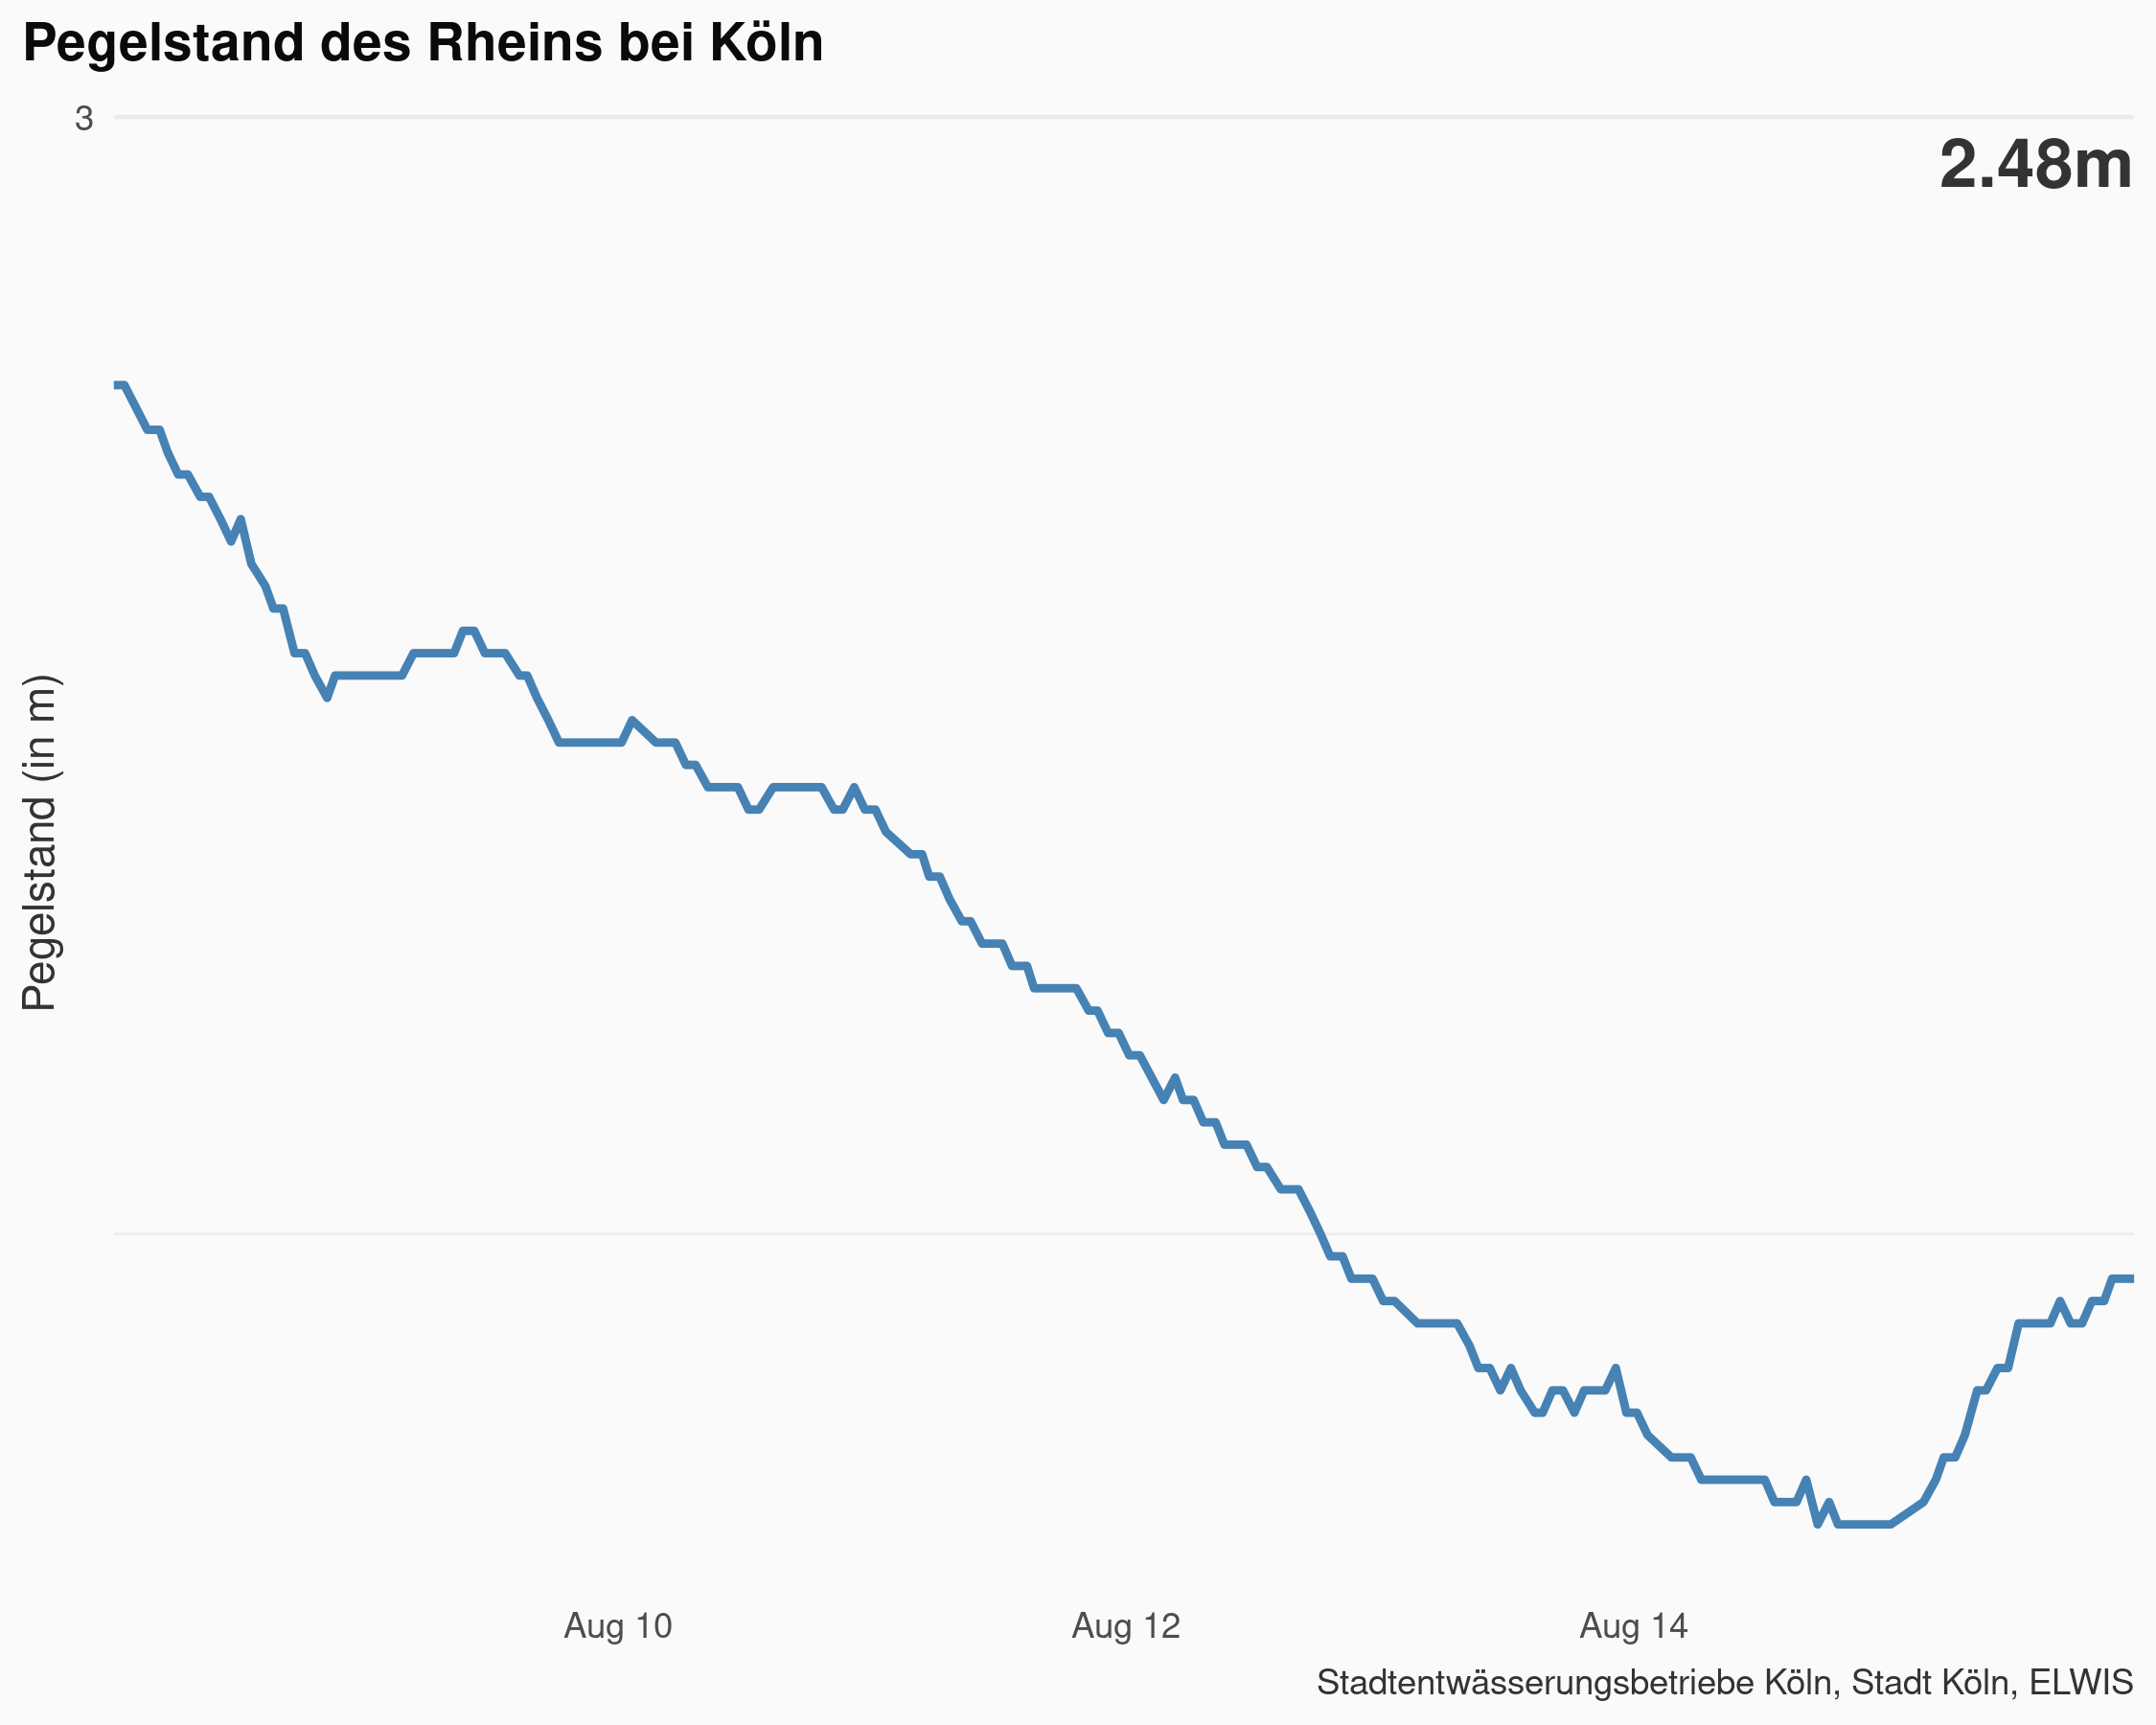 Pegelstand des Rheins bei Köln
3
2.48m
Pegelstand (in m)
Aug 10
Aug 12
Aug 14
Stadtentwässerungsbetriebe Köln, Stadt Köln, ELWIS